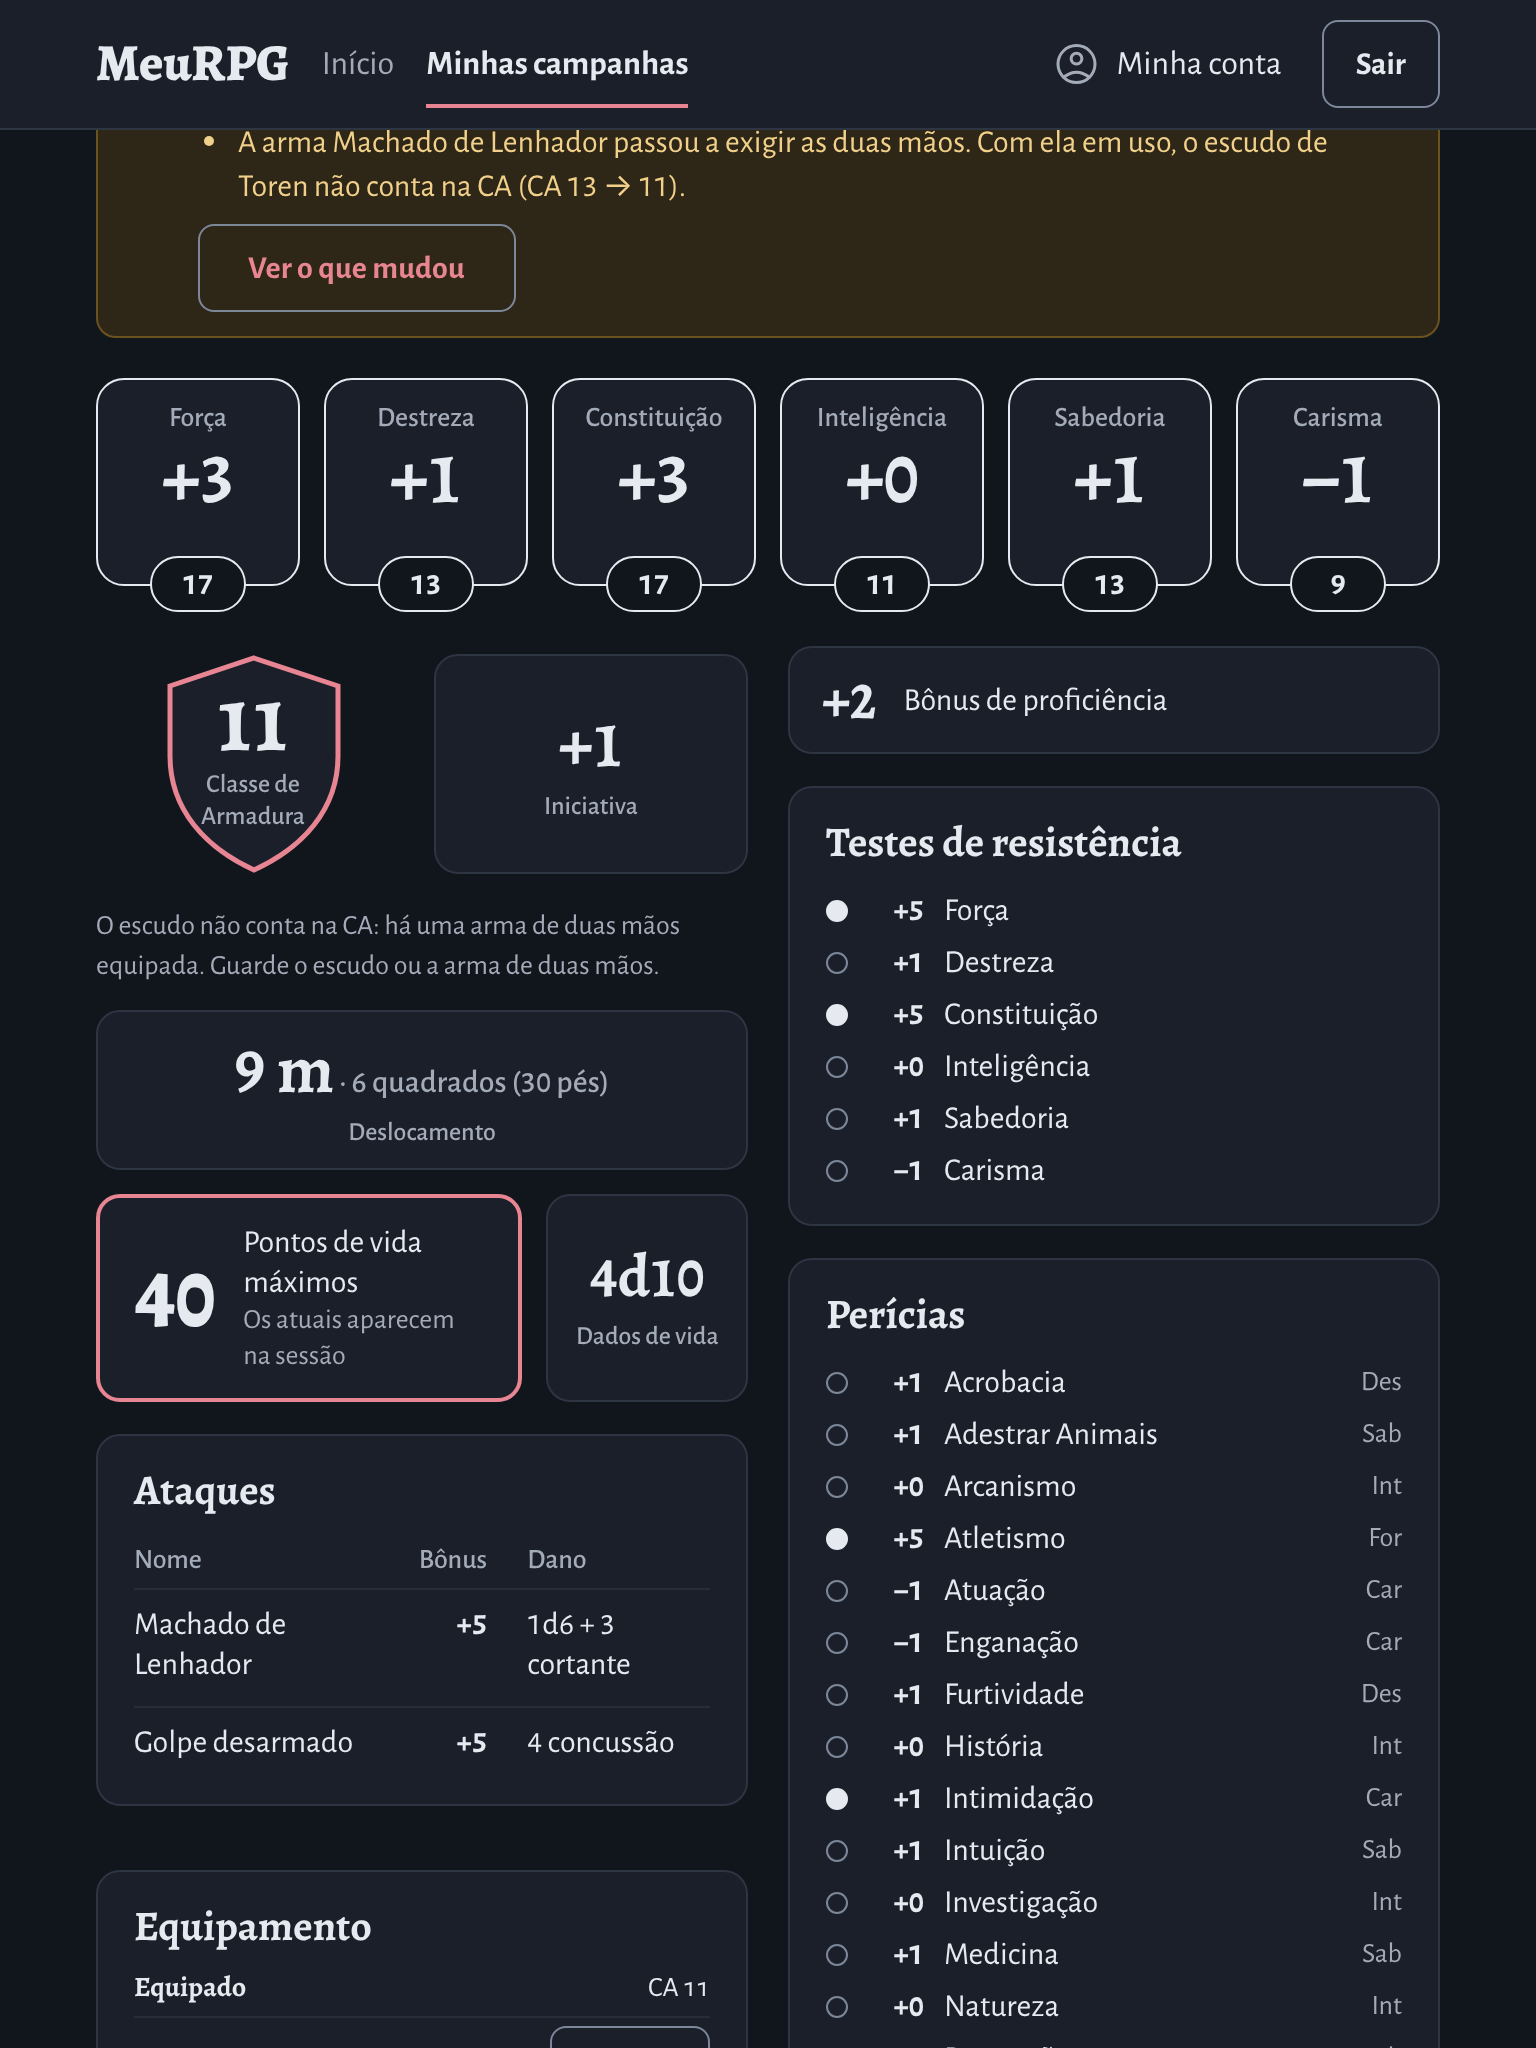 MeuRPG Início Minhas campanhas Minha conta Sair
• A arma Machado de Lenhador passou a exigir as duas mãos. Com ela em uso, o escudo de
Toren não conta na CA (CA 13 → 11).
Ver o que mudou
Força
+3
17
Destreza
+1
13
Constituição
+3
17
Inteligência
+0
11
Sabedoria
+1
13
Carisma
−1
9
11
Classe de
Armadura
+1
Iniciativa
O escudo não conta na CA: há uma arma de duas mãos
equipada. Guarde o escudo ou a arma de duas mãos.
9 m · 6 quadrados (30 pés)
Deslocamento
40
Pontos de vida
máximos
Os atuais aparecem
na sessão
4d10
Dados de vida
Ataques
Nome Bônus Dano
Machado de
Lenhador
+5
1d6 + 3
cortante
Golpe desarmado +5 4 concussão
Equipamento
Equipado CA 11
+2 Bônus de proficiência
Testes de resistência
+5 Força
+1 Destreza
+5 Constituição
+0 Inteligência
+1 Sabedoria
−1 Carisma
Perícias
+1 Acrobacia Des
+1 Adestrar Animais Sab
+0 Arcanismo Int
+5 Atletismo For
−1 Atuação Car
−1 Enganação Car
+1 Furtividade Des
+0 História Int
+1 Intimidação Car
+1 Intuição Sab
+0 Investigação Int
+1 Medicina Sab
+0 Natureza Int